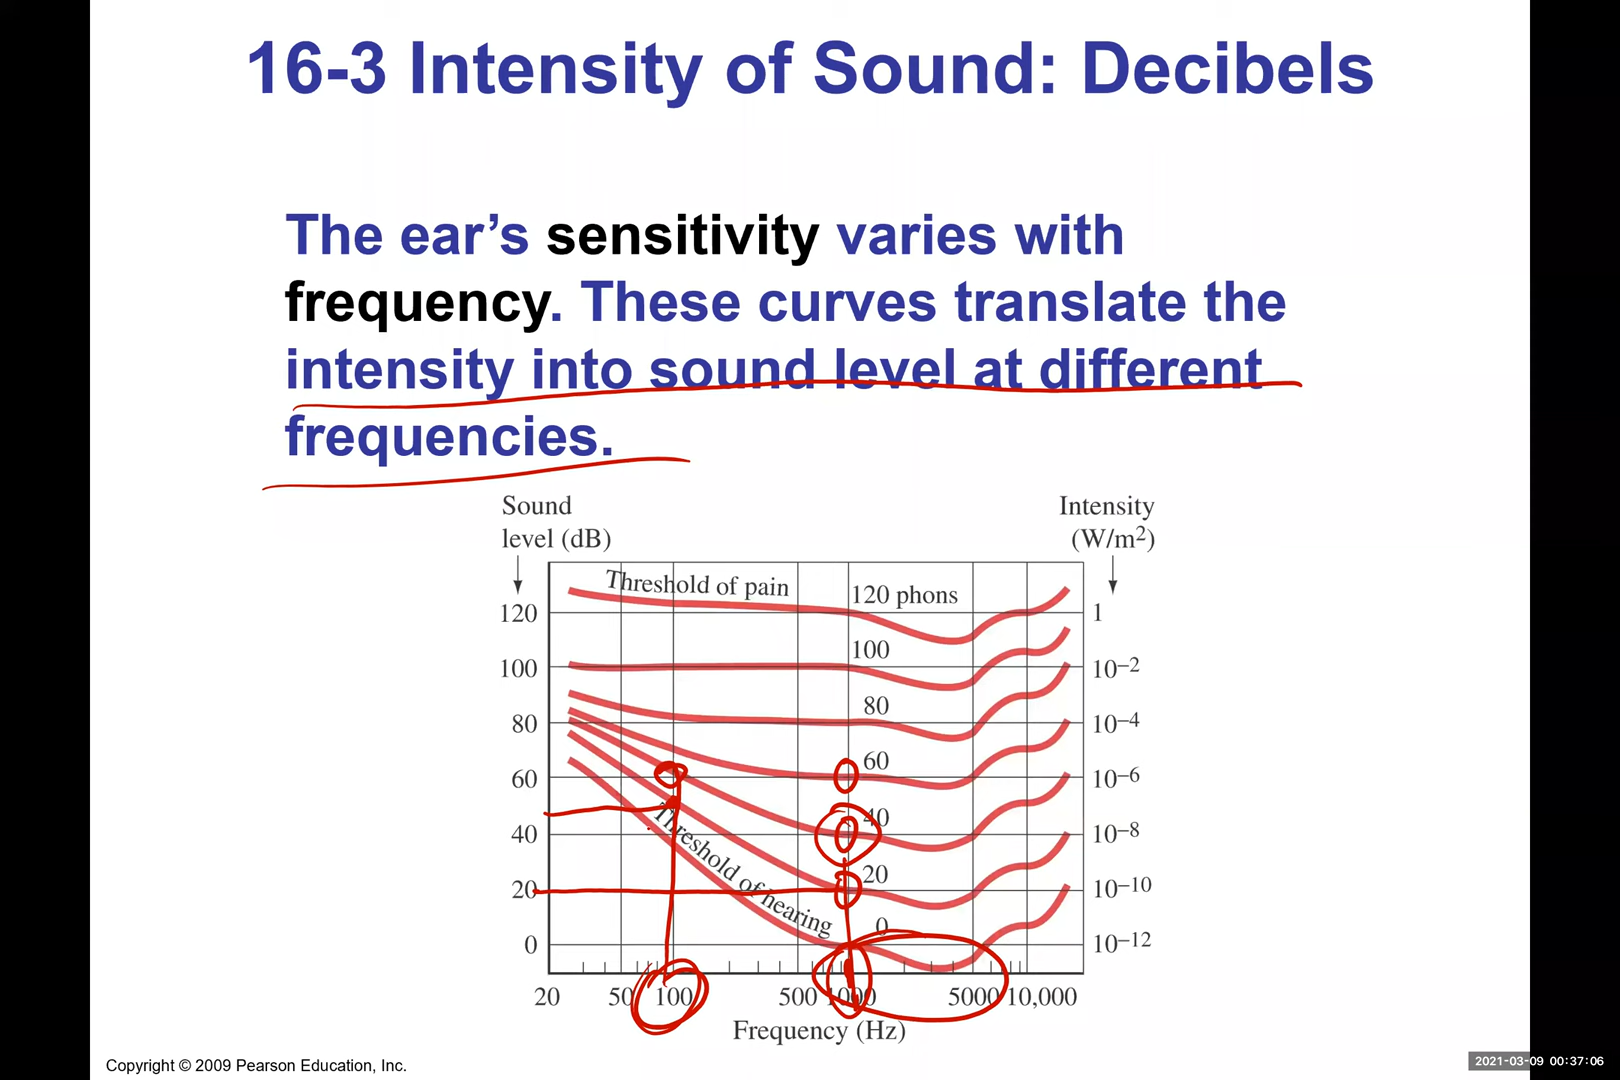 16-3 Intensity of Sound: Decibels
The ear’s sensitivity varies with
frequency. These curves translate the
intensity into sound level at different
frequencies.
Sound
level (dB)
Intensity
(W/m²)
Threshold of pain
120 phons
120
1
100
100
10–2
80
80
10–4
60
60
10–6
40
40
10–8
Threshold of hearing
20
20
10–10
0
0
10–12
20 50 100 500 1000 5000 10,000
Frequency (Hz)
Copyright © 2009 Pearson Education, Inc.
2021-03-09 00:37:06